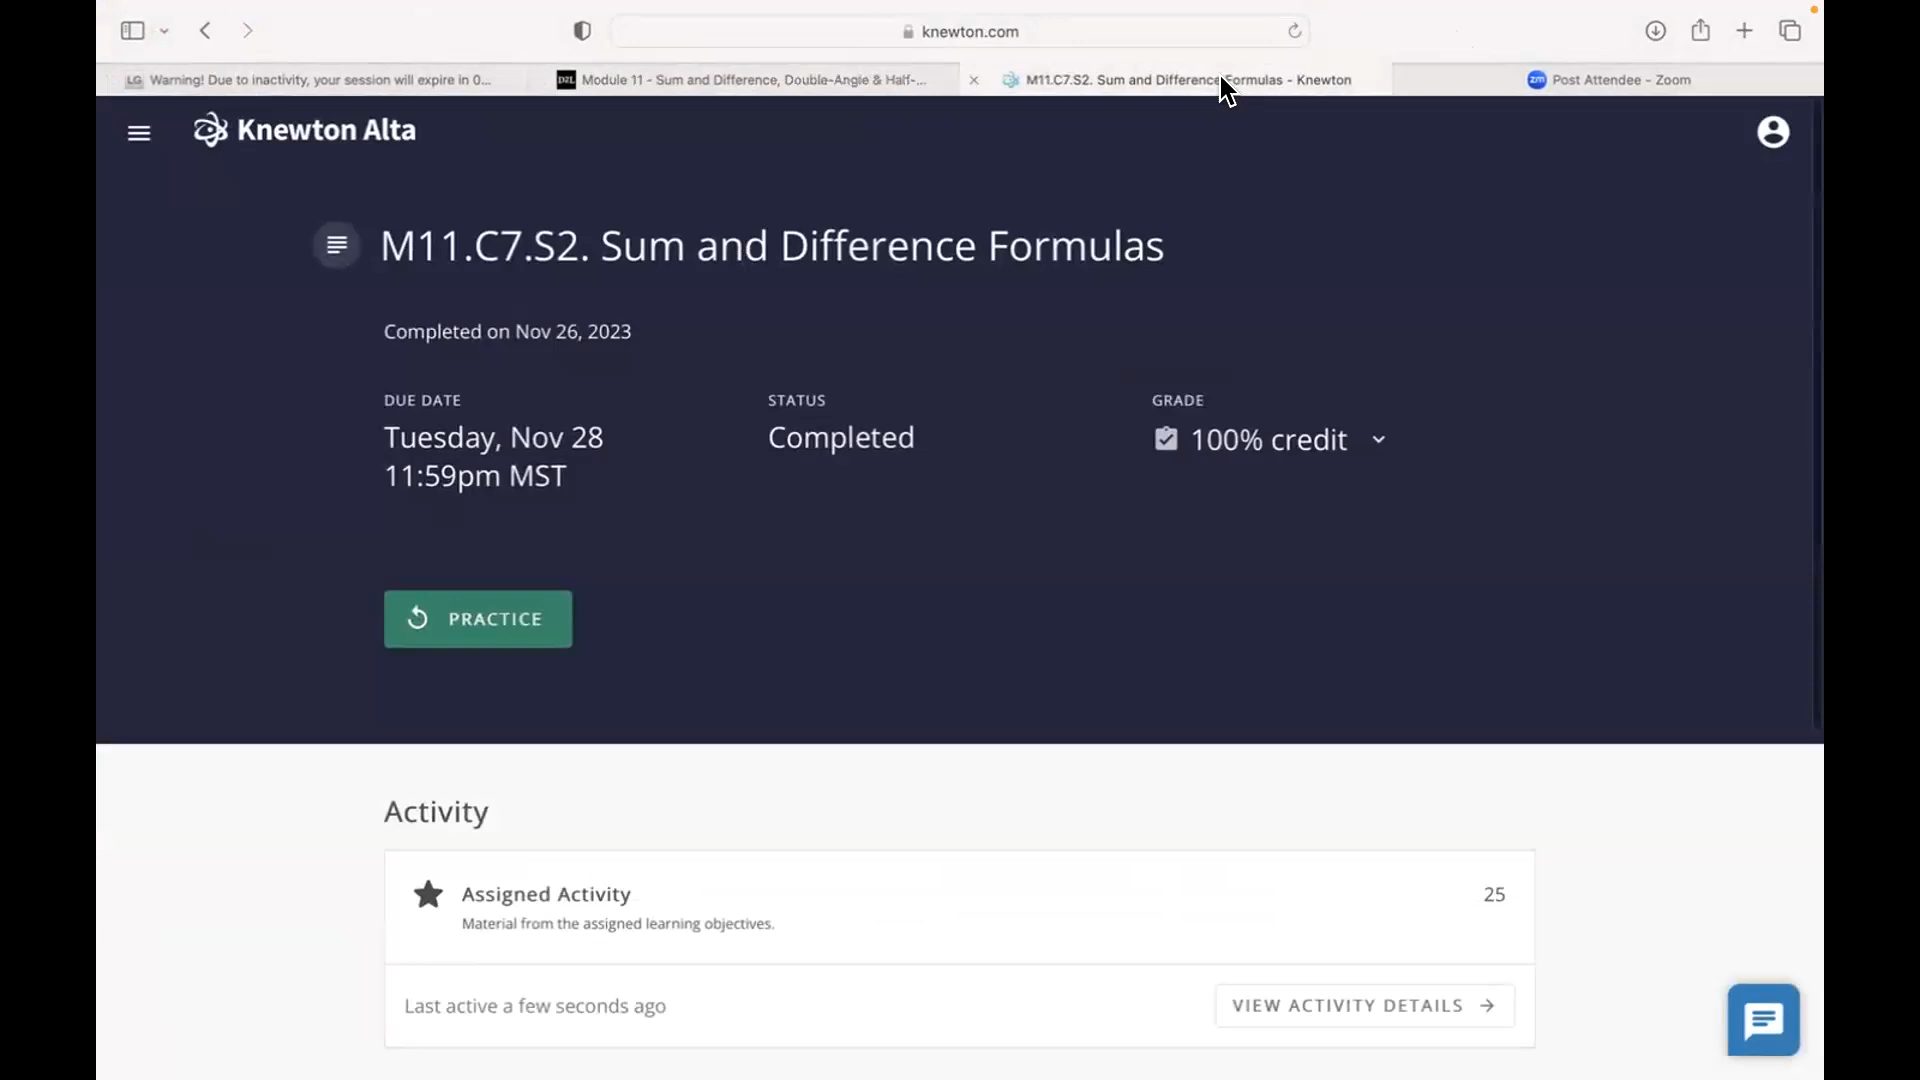 knewton.com
LG Warning! Due to inactivity, your session will expire in 0...
D2L Module 11 - Sum and Difference, Double-Angle & Half-...
M11.C7.S2. Sum and Difference Formulas - Knewton
zm Post Attendee - Zoom
Knewton Alta
M11.C7.S2. Sum and Difference Formulas
Completed on Nov 26, 2023
DUE DATE
Tuesday, Nov 28
11:59pm MST
STATUS
Completed
GRADE
100% credit
PRACTICE
Activity
Assigned Activity
25
Material from the assigned learning objectives.
Last active a few seconds ago
VIEW ACTIVITY DETAILS